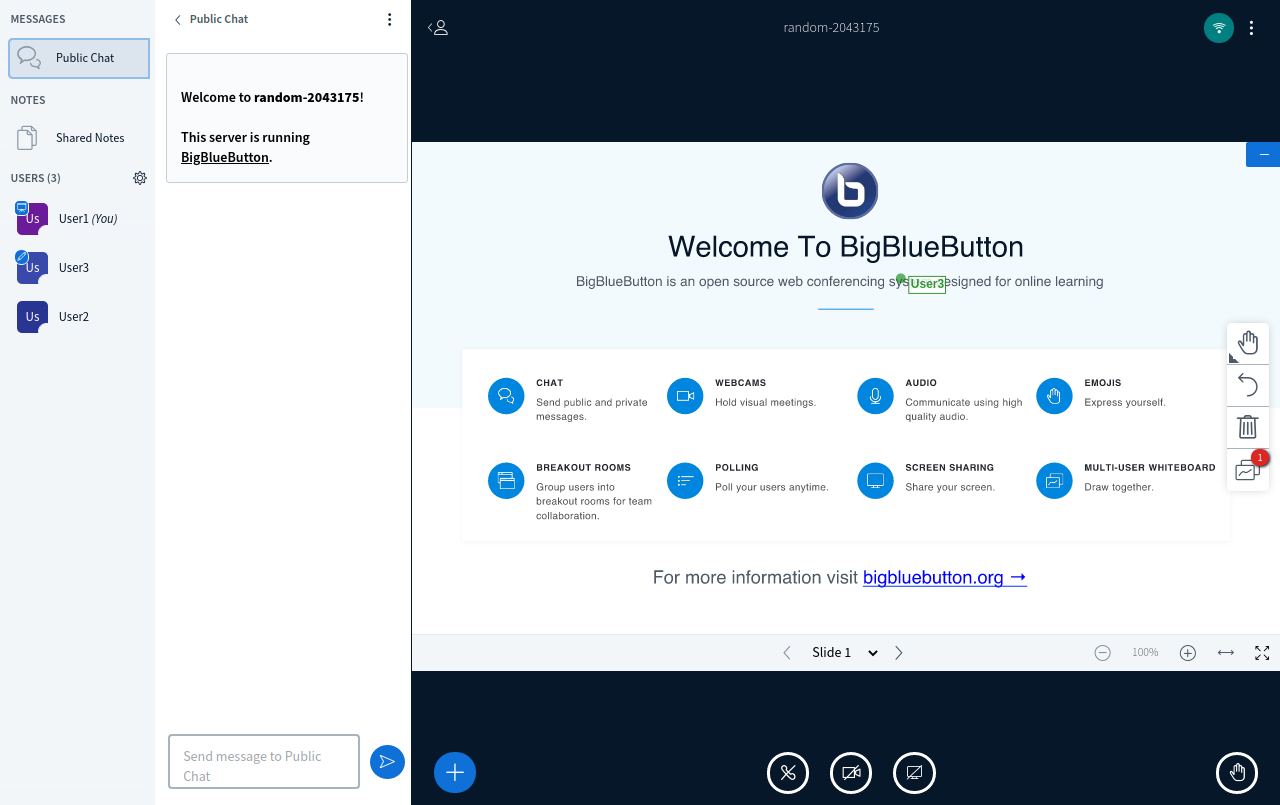 MESSAGES
Public Chat
NOTES
Shared Notes
USERS (3)
Us User1 (You)
Us User3
Us User2
Public Chat
Welcome to random-2043175!
This server is running
BigBlueButton.
Send message to Public
Chat
random-2043175
Welcome To BigBlueButton
BigBlueButton is an open source web conferencing sys esigned for online learning
User3
CHAT
Send public and private
messages.
WEBCAMS
Hold visual meetings.
AUDIO
Communicate using high
quality audio.
EMOJIS
Express yourself.
BREAKOUT ROOMS
Group users into
breakout rooms for team
collaboration.
POLLING
Poll your users anytime.
SCREEN SHARING
Share your screen.
MULTI-USER WHITEBOARD
Draw together.
1
For more information visit bigbluebutton.org →
Slide 1
100%